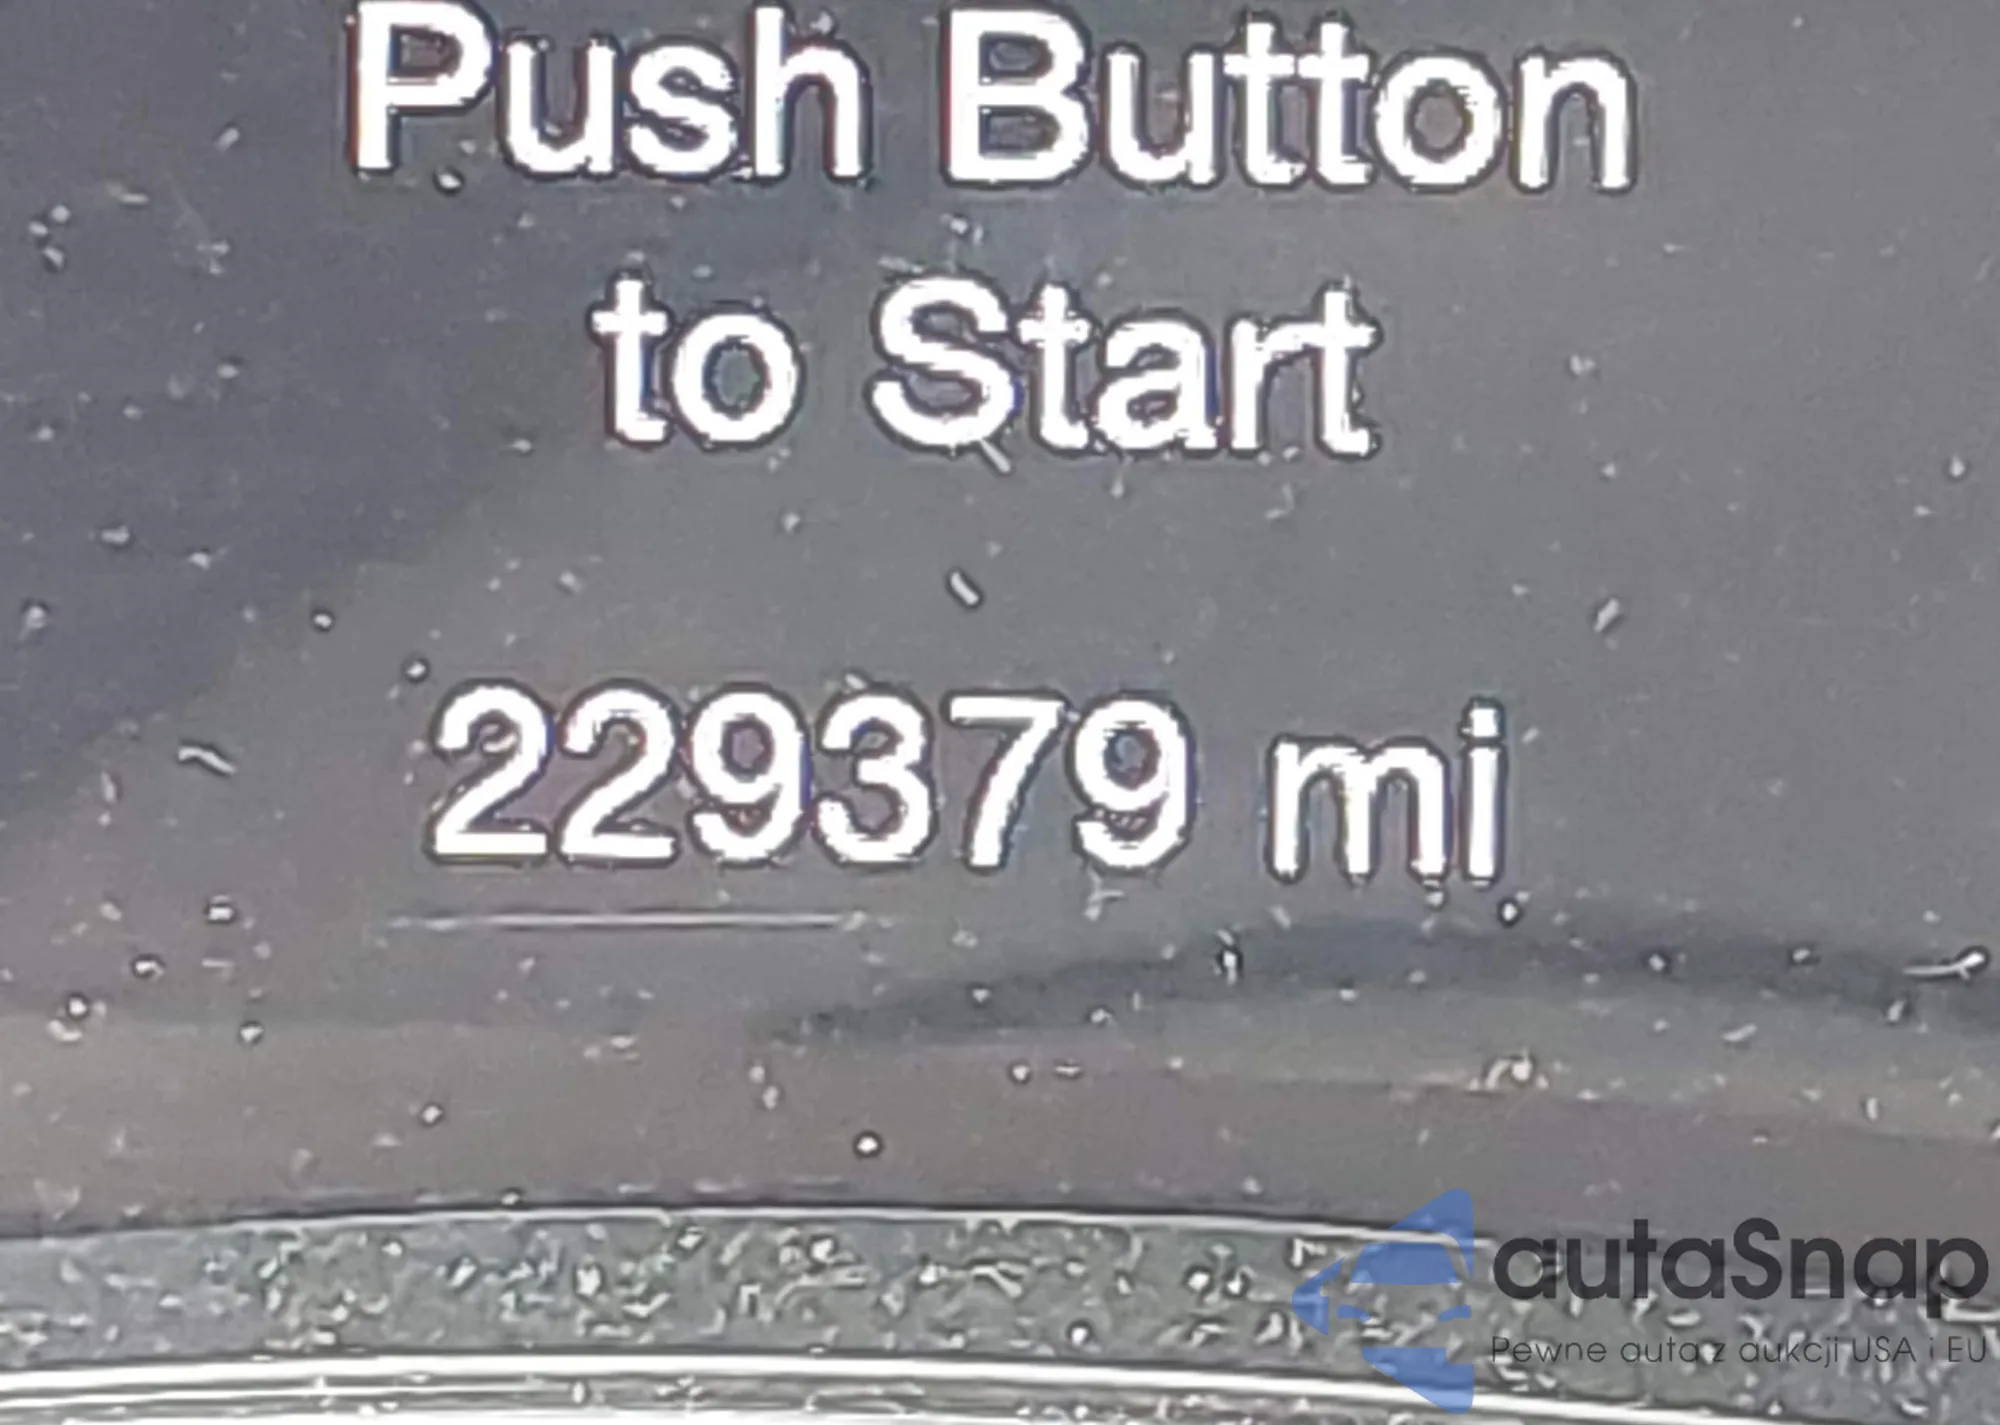 Push Button
to Start
229379 mi
autaSnap
Pewne auta z aukcji USA i EU